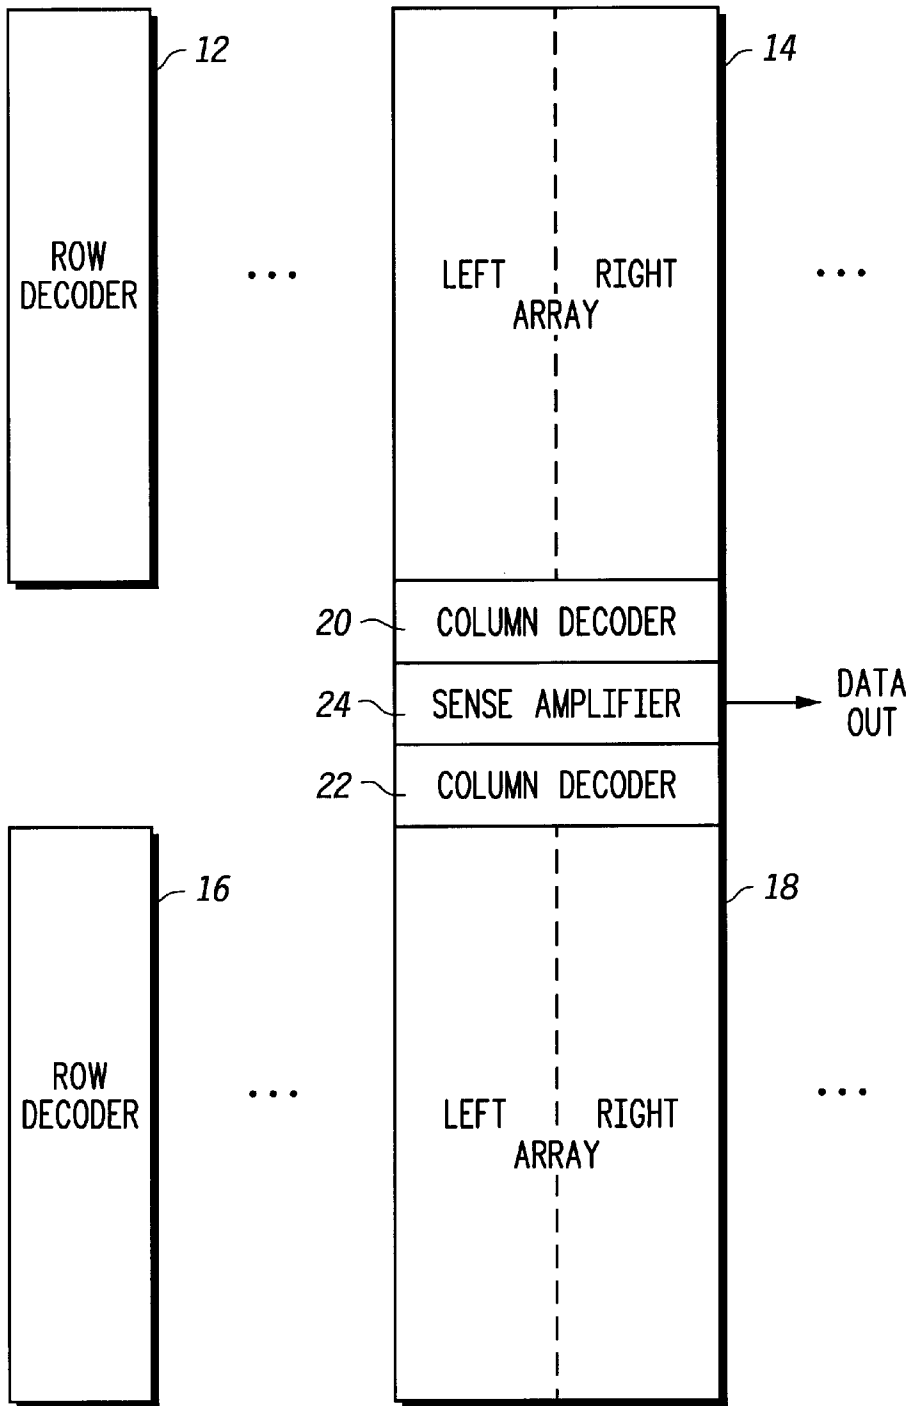 12
14
ROW
DECODER
...
LEFT RIGHT
ARRAY
...
20 COLUMN DECODER
24 SENSE AMPLIFIER
DATA
OUT
22 COLUMN DECODER
16
18
ROW
DECODER
...
LEFT RIGHT
ARRAY
...